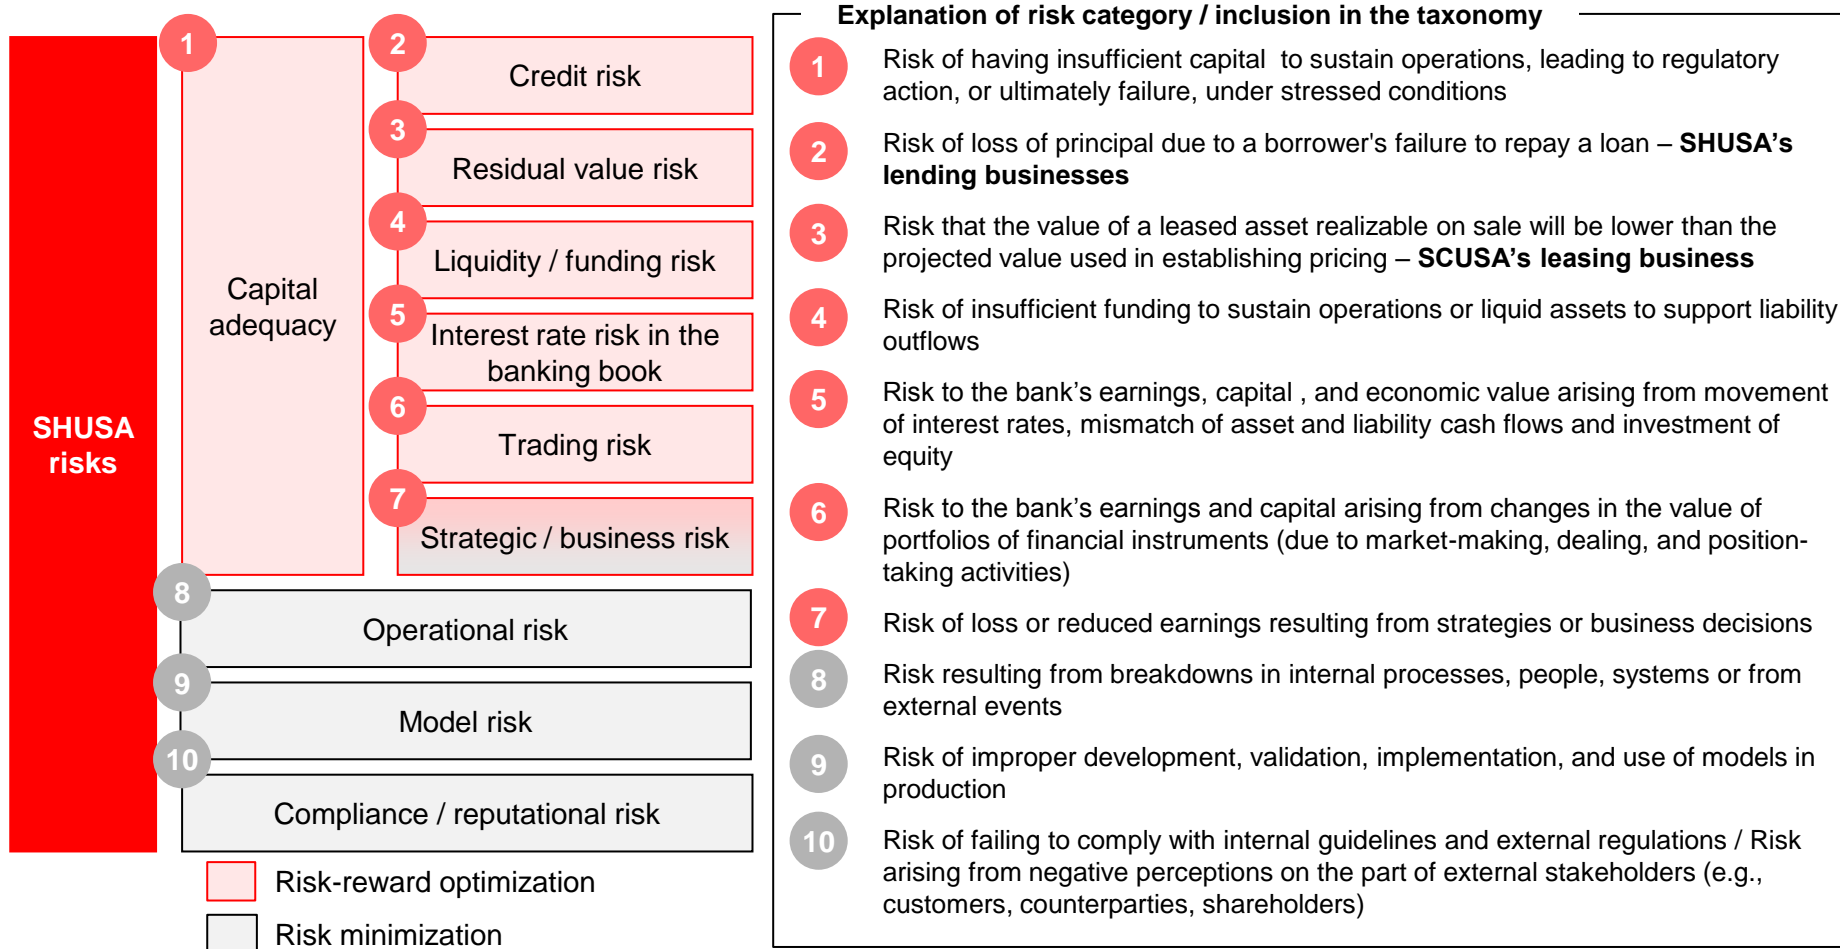 SHUSA
risks
1
Capital
adequacy
2
Credit risk
3
Residual value risk
4
Liquidity / funding risk
5
Interest rate risk in the
banking book
6
Trading risk
7
Strategic / business risk
8
Operational risk
9
Model risk
10
Compliance / reputational risk
Risk-reward optimization
Risk minimization
Explanation of risk category / inclusion in the taxonomy
1
Risk of having insufficient capital  to sustain operations, leading to regulatory
action, or ultimately failure, under stressed conditions
2
Risk of loss of principal due to a borrower's failure to repay a loan – SHUSA’s
lending businesses
3
Risk that the value of a leased asset realizable on sale will be lower than the
projected value used in establishing pricing – SCUSA’s leasing business
4
Risk of insufficient funding to sustain operations or liquid assets to support liability
outflows
5
Risk to the bank’s earnings, capital , and economic value arising from movement
of interest rates, mismatch of asset and liability cash flows and investment of
equity
6
Risk to the bank’s earnings and capital arising from changes in the value of
portfolios of financial instruments (due to market-making, dealing, and position-
taking activities)
7
Risk of loss or reduced earnings resulting from strategies or business decisions
8
Risk resulting from breakdowns in internal processes, people, systems or from
external events
9
Risk of improper development, validation, implementation, and use of models in
production
10
Risk of failing to comply with internal guidelines and external regulations / Risk
arising from negative perceptions on the part of external stakeholders (e.g.,
customers, counterparties, shareholders)